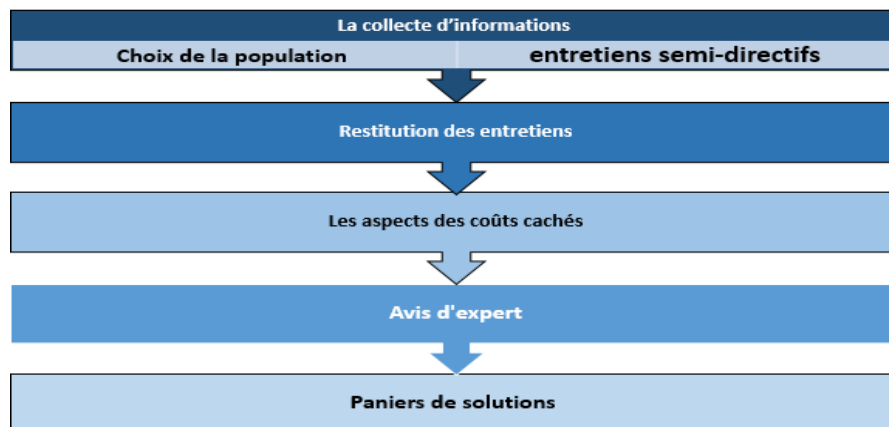 La collecte d’informations
Choix de la population
entretiens semi-directifs
Restitution des entretiens
Les aspects des coûts cachés
Avis d'expert
Paniers de solutions